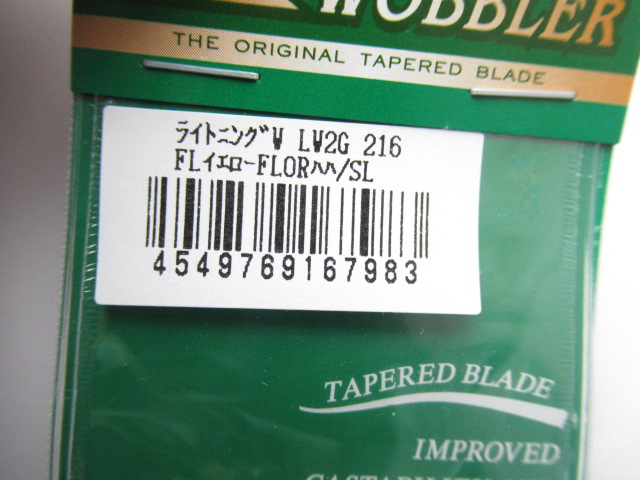 WOBBLER
THE ORIGINAL TAPERED BLADE
ﾗｲﾄﾆﾝｸﾞW LW2G 216
FLｲｴﾛｰFLORﾊﾊ/SL
4549769167983
TAPERED BLADE
IMPROVED